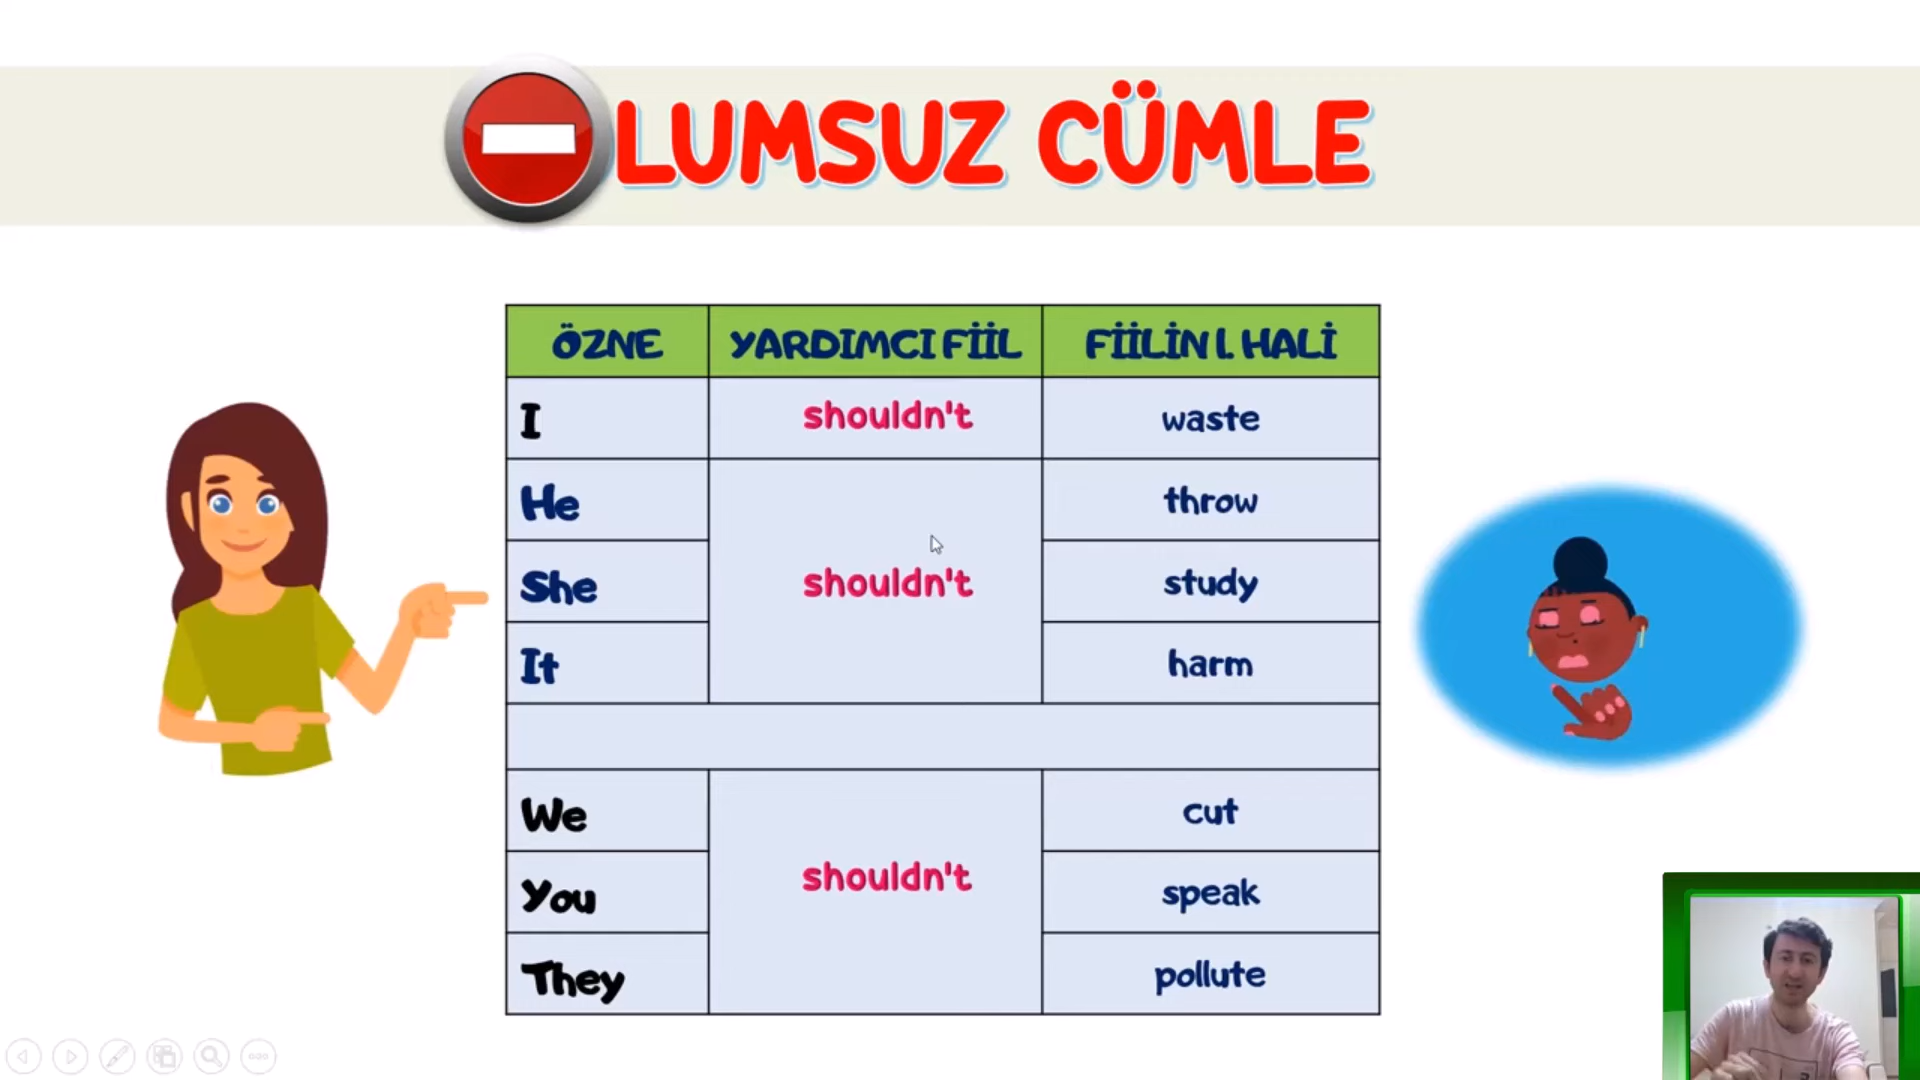 LUMSUZ CÜMLE
ÖZNE YARDIMCI FİİL FİİLİN I. HALİ
I shouldn't waste
He throw
She shouldn't study
It harm
We cut
You shouldn't speak
They pollute